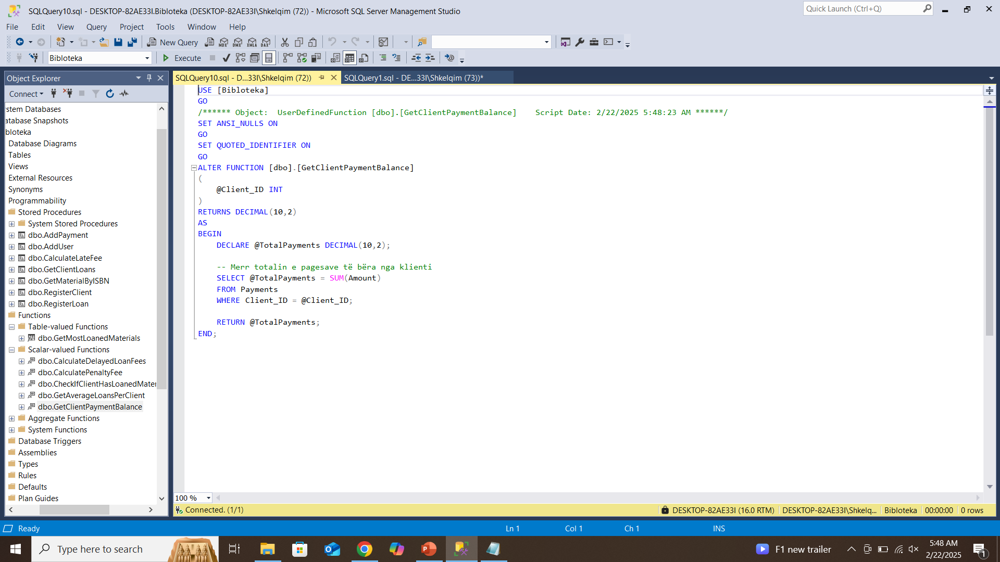 SQLQuery10.sql - DESKTOP-82AE33I.Bibloteka (DESKTOP-82AE33I\Shkelqim (72)) - Microsoft SQL Server Management Studio
Quick Launch (Ctrl+Q)
File Edit View Query Project Tools Window Help
New Query MDX DMX XMLA DAX
Bibloteka Execute
Object Explorer
SQLQuery10.sql - D...33I\Shkelqim (72)) SQLQuery1.sql - DE...33I\Shkelqim (73))*
Connect
stem Databases
atabase Snapshots
bloteka
Database Diagrams
Tables
Views
External Resources
Synonyms
Programmability
Stored Procedures
System Stored Procedures
dbo.AddPayment
dbo.AddUser
dbo.CalculateLateFee
dbo.GetClientLoans
dbo.GetMaterialByISBN
dbo.RegisterClient
dbo.RegisterLoan
Functions
Table-valued Functions
dbo.GetMostLoanedMaterials
Scalar-valued Functions
dbo.CalculateDelayedLoanFees
dbo.CalculatePenaltyFee
dbo.CheckIfClientHasLoanedMater
dbo.GetAverageLoansPerClient
dbo.GetClientPaymentBalance
Aggregate Functions
System Functions
Database Triggers
Assemblies
Types
Rules
Defaults
Plan Guides
USE [Bibloteka]
GO
/****** Object:  UserDefinedFunction [dbo].[GetClientPaymentBalance]    Script Date: 2/22/2025 5:48:23 AM ******/
SET ANSI_NULLS ON
GO
SET QUOTED_IDENTIFIER ON
GO
ALTER FUNCTION [dbo].[GetClientPaymentBalance]
(
    @Client_ID INT
)
RETURNS DECIMAL(10,2)
AS
BEGIN
    DECLARE @TotalPayments DECIMAL(10,2);
    -- Merr totalin e pagesave të bëra nga klienti
    SELECT @TotalPayments = SUM(Amount)
    FROM Payments
    WHERE Client_ID = @Client_ID;
    RETURN @TotalPayments;
END;
100 %
Connected. (1/1) DESKTOP-82AE33I (16.0 RTM) DESKTOP-82AE33I\Shkelq... Bibloteka 00:00:00 0 rows
Ready Ln 1 Col 1 Ch 1 INS
Type here to search
F1 new trailer
5:48 AM
2/22/2025
1